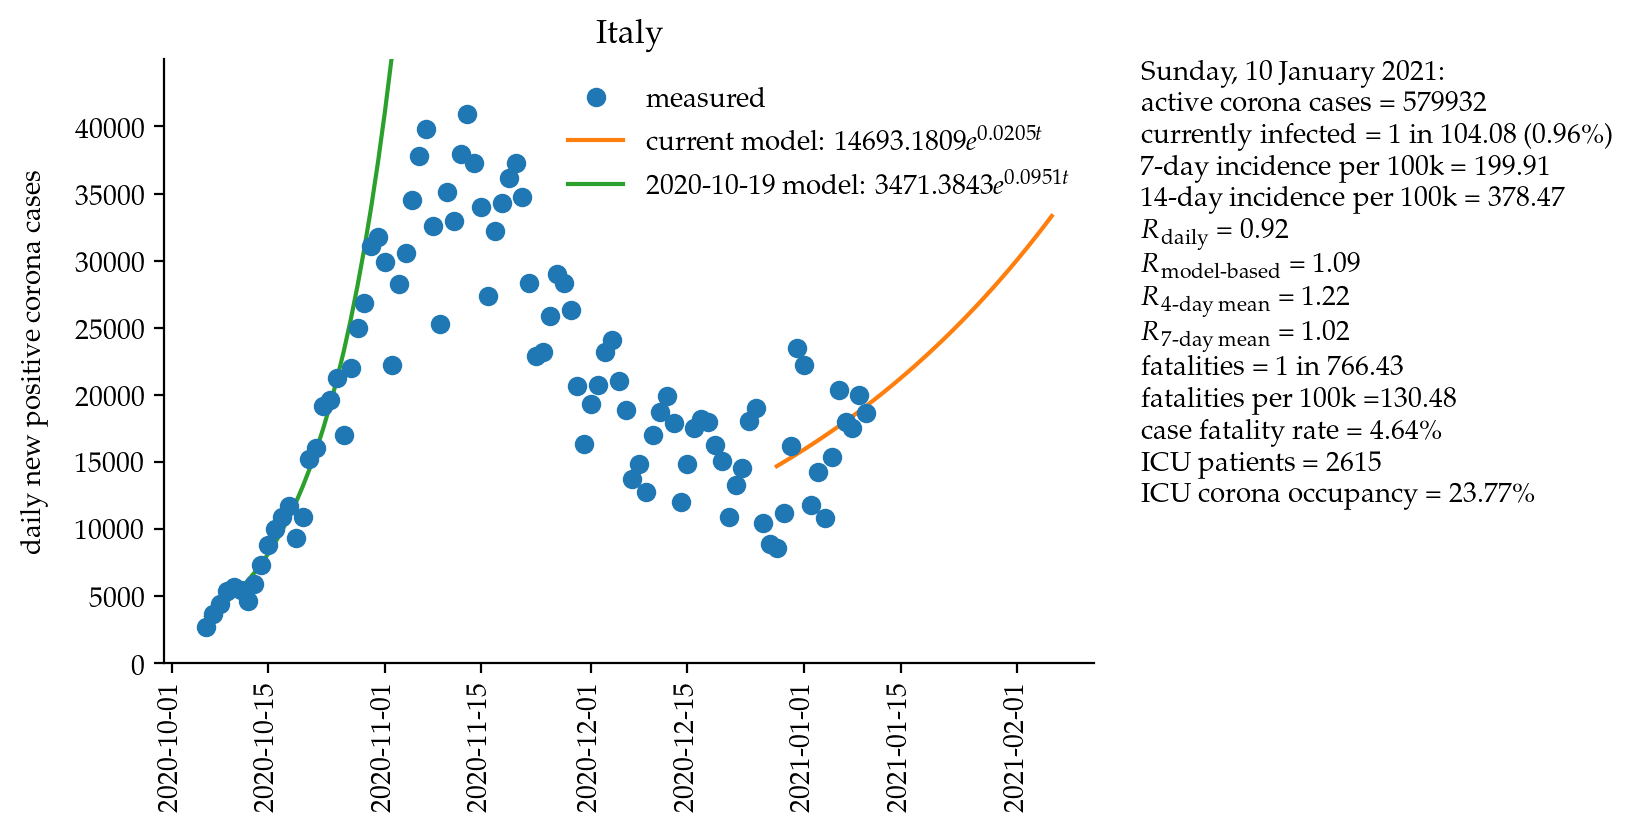 Italy
daily new positive corona cases
40000
35000
30000
25000
20000
15000
10000
5000
0
measured
current model: 14693.1809e^0.0205t
2020-10-19 model: 3471.3843e^0.0951t
2020-10-01
2020-10-15
2020-11-01
2020-11-15
2020-12-01
2020-12-15
2021-01-01
2021-01-15
2021-02-01
Sunday, 10 January 2021:
active corona cases = 579932
currently infected = 1 in 104.08 (0.96%)
7-day incidence per 100k = 199.91
14-day incidence per 100k = 378.47
R_daily = 0.92
R_model-based = 1.09
R_4-day mean = 1.22
R_7-day mean = 1.02
fatalities = 1 in 766.43
fatalities per 100k =130.48
case fatality rate = 4.64%
ICU patients = 2615
ICU corona occupancy = 23.77%